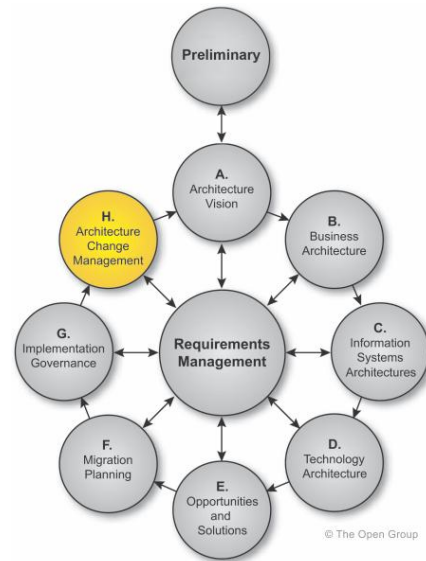 Preliminary
A.
Architecture
Vision
H.
Architecture
Change
Management
B.
Business
Architecture
G.
Implementation
Governance
Requirements
Management
C.
Information
Systems
Architectures
F.
Migration
Planning
D.
Technology
Architecture
E.
Opportunities
and
Solutions
© The Open Group